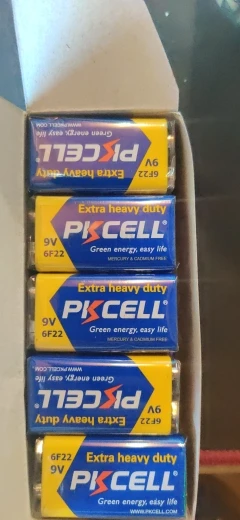 9V
6F22
Extra heavy duty
PKCELL®
Green energy, easy life
WWW.PKCELL.COM
Extra heavy duty
PKCELL®
9V
6F22
Green energy, easy life
MERCURY & CADMIUM FREE
Extra heavy duty
PKCELL®
9V
6F22
Green energy, easy life
MERCURY & CADMIUM FREE
9V
6F22
Extra heavy duty
PKCELL®
Green energy, easy life
WWW.PKCELL.COM
6F22
9V
Extra heavy duty
PKCELL®
Green energy, easy life
WWW.PKCELL.COM